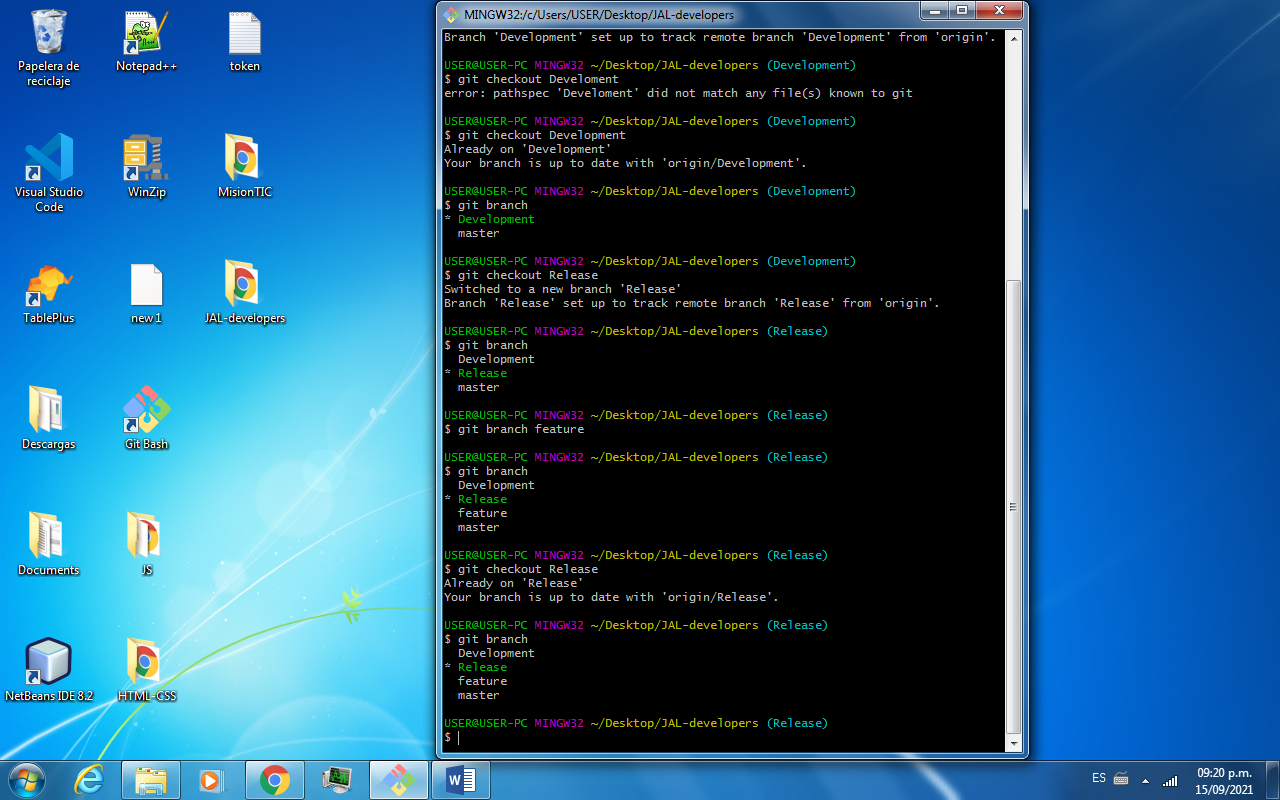 Papelera de
reciclaje
Notepad++
token
Visual Studio
Code
WinZip
MisionTIC
TablePlus
new 1
JAL-developers
Descargas
Git Bash
Documents
JS
NetBeans IDE 8.2
HTML-CSS
MINGW32:/c/Users/USER/Desktop/JAL-developers
Branch 'Development' set up to track remote branch 'Development' from 'origin'.
USER@USER-PC MINGW32 ~/Desktop/JAL-developers (Development)
$ git checkout Develoment
error: pathspec 'Develoment' did not match any file(s) known to git
USER@USER-PC MINGW32 ~/Desktop/JAL-developers (Development)
$ git checkout Development
Already on 'Development'
Your branch is up to date with 'origin/Development'.
USER@USER-PC MINGW32 ~/Desktop/JAL-developers (Development)
$ git branch
* Development
  master
USER@USER-PC MINGW32 ~/Desktop/JAL-developers (Development)
$ git checkout Release
Switched to a new branch 'Release'
Branch 'Release' set up to track remote branch 'Release' from 'origin'.
USER@USER-PC MINGW32 ~/Desktop/JAL-developers (Release)
$ git branch
  Development
* Release
  master
USER@USER-PC MINGW32 ~/Desktop/JAL-developers (Release)
$ git branch feature
USER@USER-PC MINGW32 ~/Desktop/JAL-developers (Release)
$ git branch
  Development
* Release
  feature
  master
USER@USER-PC MINGW32 ~/Desktop/JAL-developers (Release)
$ git checkout Release
Already on 'Release'
Your branch is up to date with 'origin/Release'.
USER@USER-PC MINGW32 ~/Desktop/JAL-developers (Release)
$ git branch
  Development
* Release
  feature
  master
USER@USER-PC MINGW32 ~/Desktop/JAL-developers (Release)
$
ES
09:20 p.m.
15/09/2021